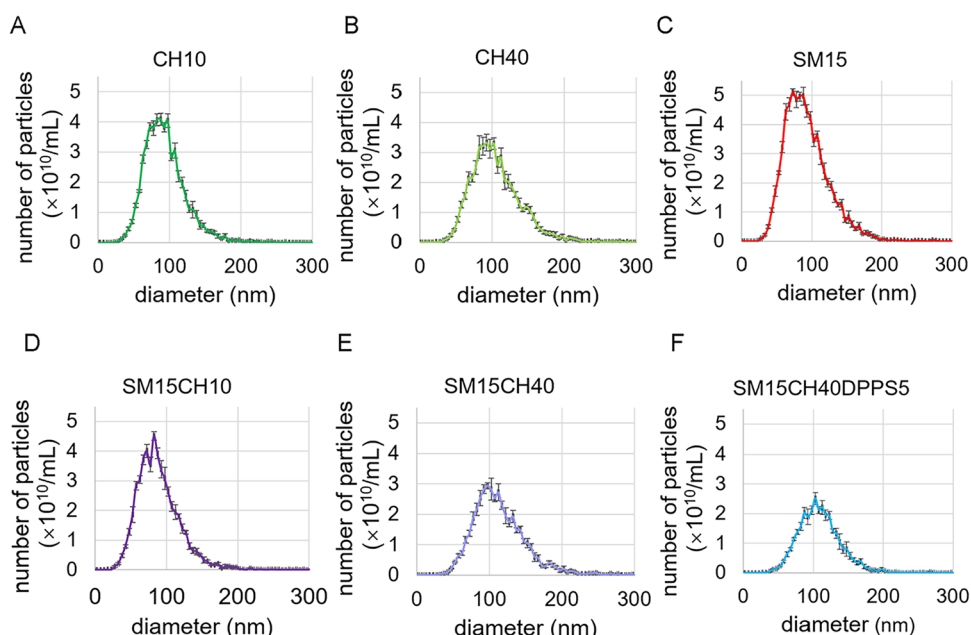 A
CH10
number of particles
(×10¹⁰/mL)
5
4
3
2
1
0
0 100 200 300
diameter (nm)
B
CH40
number of particles
(×10¹⁰/mL)
5
4
3
2
1
0
0 100 200 300
diameter (nm)
C
SM15
number of particles
(×10¹⁰/mL)
5
4
3
2
1
0
0 100 200 300
diameter (nm)
D
SM15CH10
number of particles
(×10¹⁰/mL)
5
4
3
2
1
0
0 100 200 300
diameter (nm)
E
SM15CH40
number of particles
(×10¹⁰/mL)
5
4
3
2
1
0
0 100 200 300
diameter (nm)
F
SM15CH40DPPS5
number of particles
(×10¹⁰/mL)
5
4
3
2
1
0
0 100 200 300
diameter (nm)